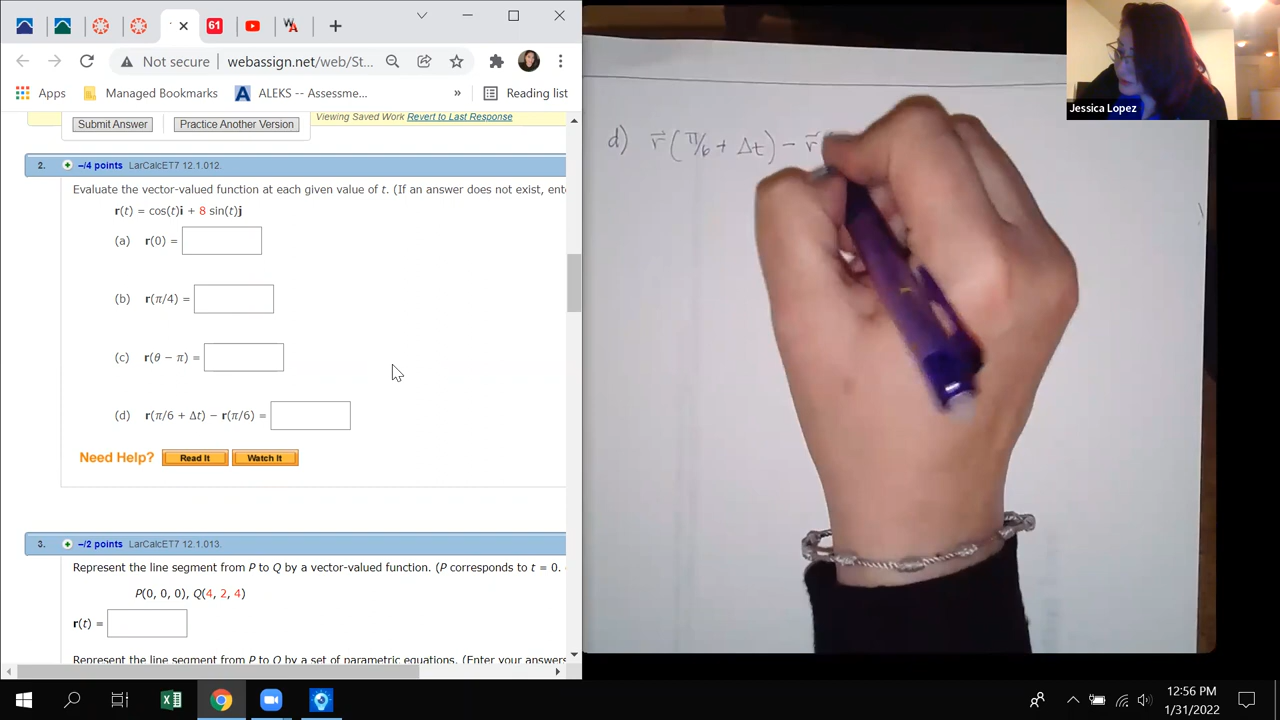 61
Not secure
webassign.net/web/St...
Apps
Managed Bookmarks
ALEKS -- Assessme...
»
Reading list
Submit Answer
Practice Another Version
Viewing Saved Work Revert to Last Response
2.
–/4 points
LarCalcET7 12.1.012.
Evaluate the vector-valued function at each given value of t. (If an answer does not exist, ent
r(t) = cos(t)i + 8 sin(t)j
(a) r(0) =
(b) r(π/4) =
(c) r(θ − π) =
(d) r(π/6 + Δt) − r(π/6) =
Need Help?
Read It
Watch It
3.
–/2 points
LarCalcET7 12.1.013.
Represent the line segment from P to Q by a vector-valued function. (P corresponds to t = 0.
P(0, 0, 0), Q(4, 2, 4)
r(t) =
Represent the line segment from P to Q by a set of parametric equations. (Enter your answers
d) r⃗(π/6 + Δt) − r⃗
Jessica Lopez
12:56 PM
1/31/2022